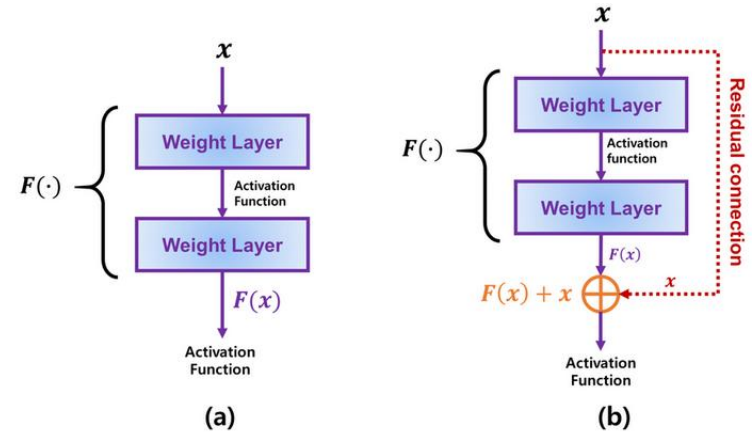 x
F(·)
Weight Layer
Activation
Function
Weight Layer
F(x)
Activation
Function
(a)
x
Residual connection
F(·)
Weight Layer
Activation
function
Weight Layer
F(x)
F(x) + x
x
Activation
Function
(b)